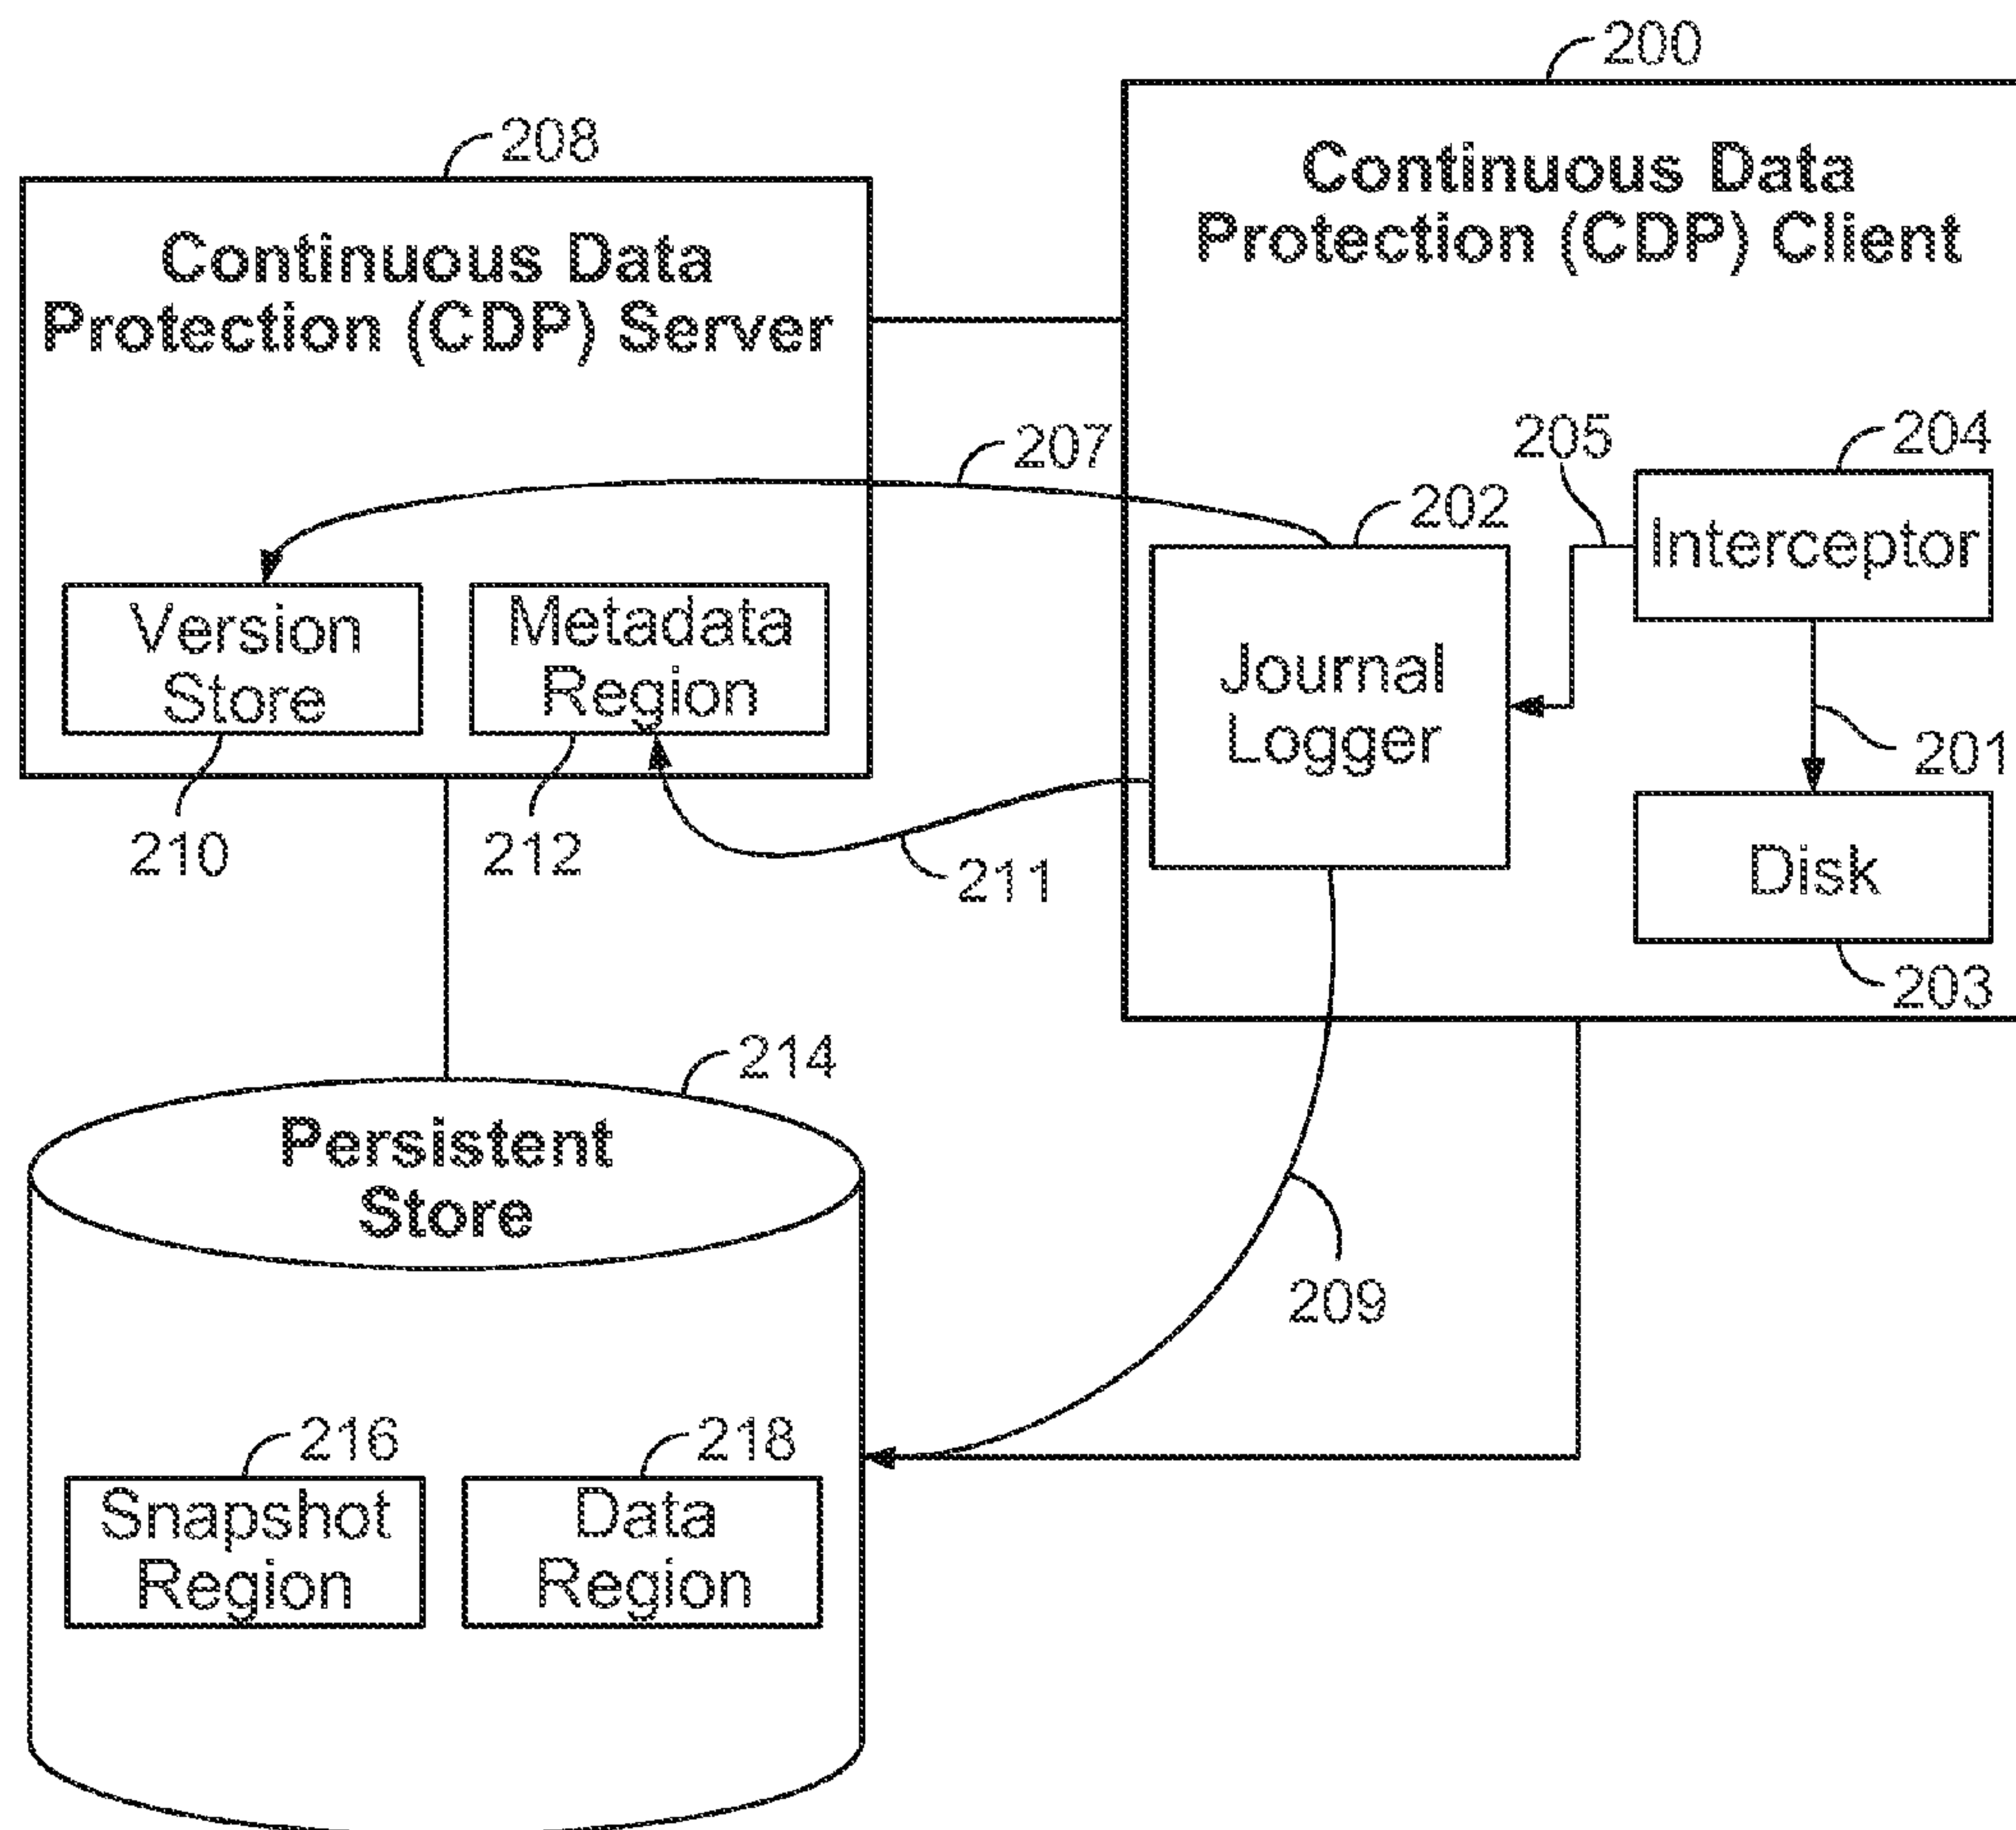 200
208
Continuous Data
Protection (CDP) Client
Continuous Data
Protection (CDP) Server
207
205
204
202
Interceptor
Version
Store
Metadata
Region
Journal
Logger
201
210
212
211
Disk
203
214
Persistent
Store
209
216
218
Snapshot
Region
Data
Region